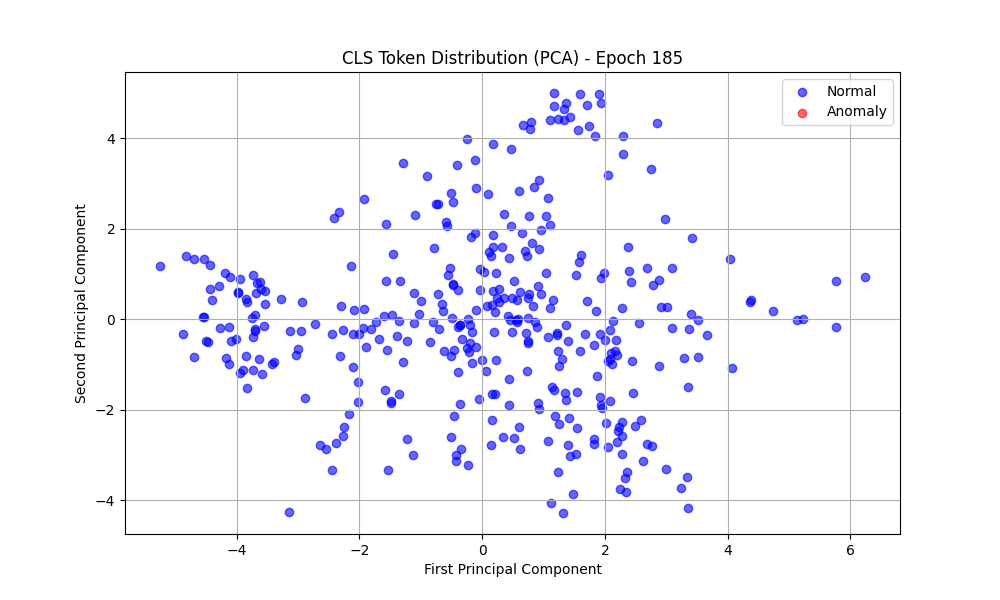 CLS Token Distribution (PCA) - Epoch 185
Normal
Anomaly
Second Principal Component
4
2
0
−2
−4
−4 −2 0 2 4 6
First Principal Component